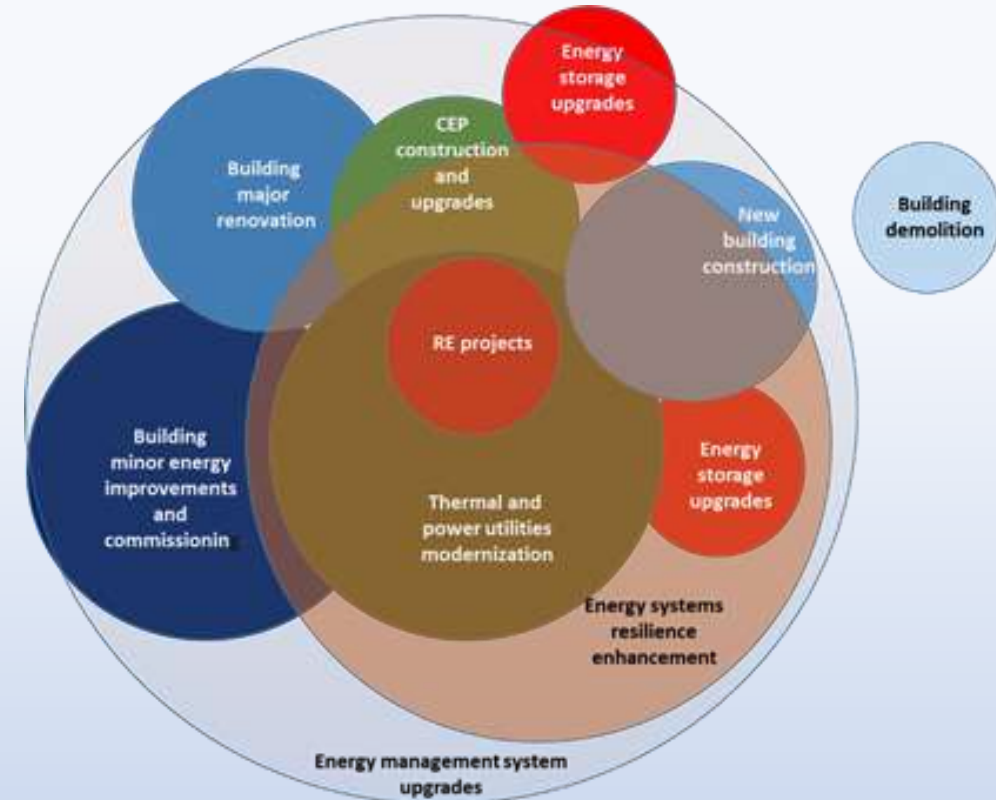 Energy
storage
upgrades
CEP
construction
and
upgrades
Building
major
renovation
New
building
construction
Building
demolition
RE projects
Building
minor energy
improvements
and
commissionin
Energy
storage
upgrades
Thermal and
power utilities
modernization
Energy systems
resilience
enhancement
Energy management system
upgrades